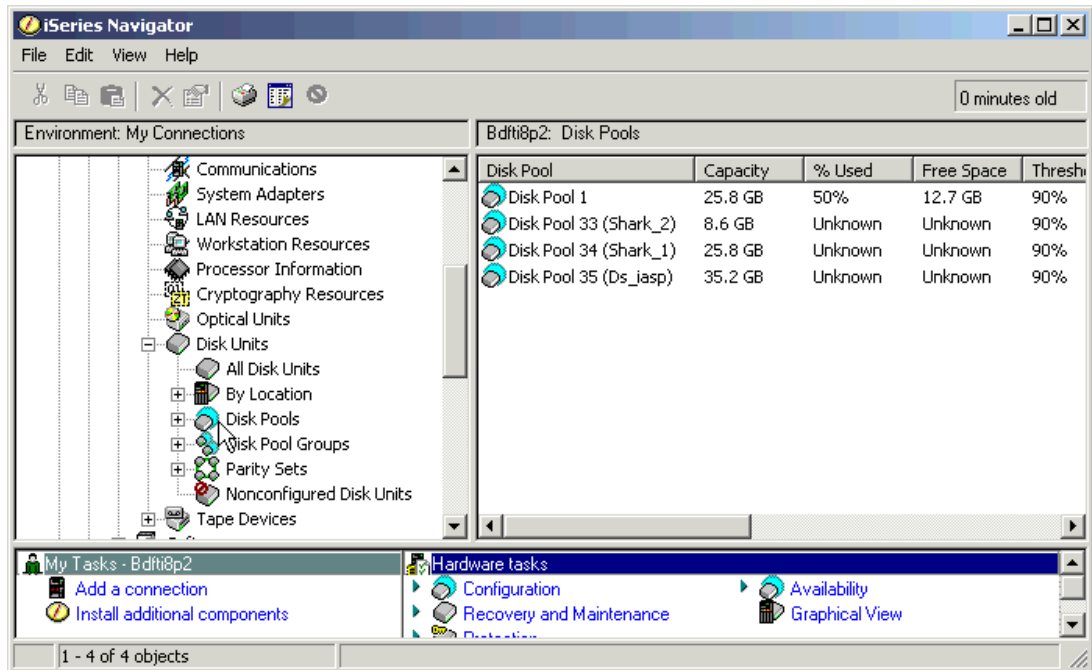 iSeries Navigator
File Edit View Help
0 minutes old
Environment: My Connections
Bdfti8p2: Disk Pools
Communications
System Adapters
LAN Resources
Workstation Resources
Processor Information
Cryptography Resources
Optical Units
Disk Units
All Disk Units
By Location
Disk Pools
Disk Pool Groups
Parity Sets
Nonconfigured Disk Units
Tape Devices
Disk Pool Capacity % Used Free Space Thresh
Disk Pool 1 25.8 GB 50% 12.7 GB 90%
Disk Pool 33 (Shark_2) 8.6 GB Unknown Unknown 90%
Disk Pool 34 (Shark_1) 25.8 GB Unknown Unknown 90%
Disk Pool 35 (Ds_iasp) 35.2 GB Unknown Unknown 90%
My Tasks - Bdfti8p2
Add a connection
Install additional components
Hardware tasks
Configuration
Recovery and Maintenance
Protection
Availability
Graphical View
1 - 4 of 4 objects